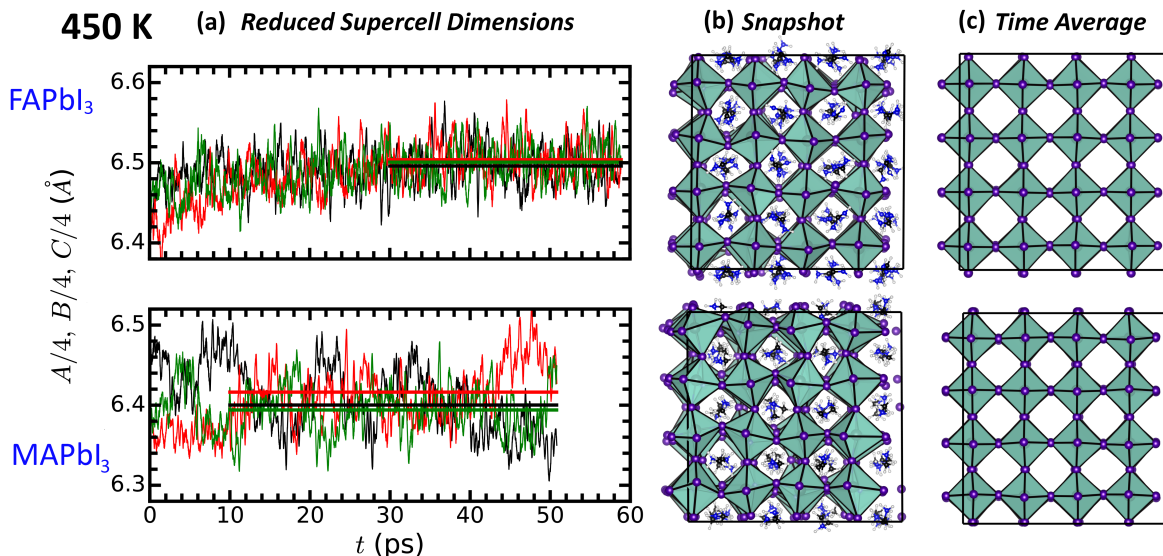 450 K
(a) Reduced Supercell Dimensions
(b) Snapshot
(c) Time Average
FAPbI3
MAPbI3
A/4, B/4, C/4 (Å)
6.6
6.5
6.4
6.5
6.4
6.3
0 10 20 30 40 50 60
t (ps)